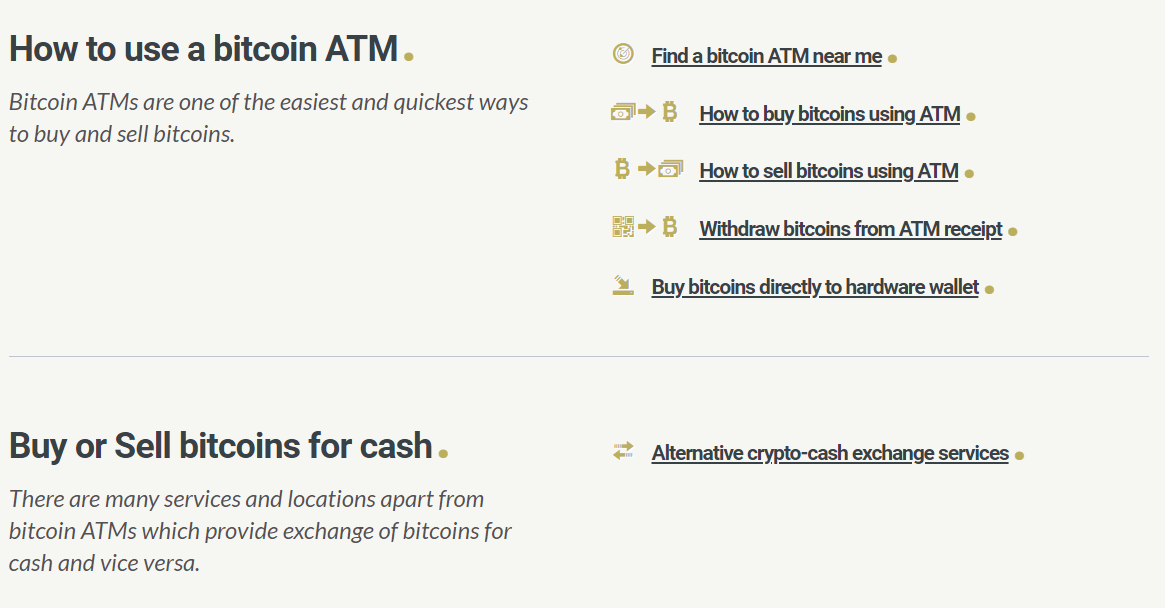 How to use a bitcoin ATM
Bitcoin ATMs are one of the easiest and quickest ways
to buy and sell bitcoins.
Find a bitcoin ATM near me
How to buy bitcoins using ATM
How to sell bitcoins using ATM
Withdraw bitcoins from ATM receipt
Buy bitcoins directly to hardware wallet
Buy or Sell bitcoins for cash
There are many services and locations apart from
bitcoin ATMs which provide exchange of bitcoins for
cash and vice versa.
Alternative crypto-cash exchange services